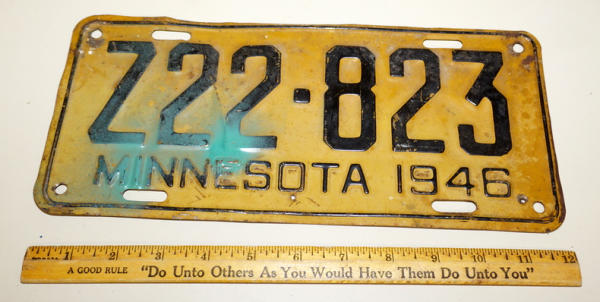 Z22·823
MINNESOTA 1946
1 2 3 4 5 6 7 8 9 10 11 12
A GOOD RULE "Do Unto Others As You Would Have Them Do Unto You"